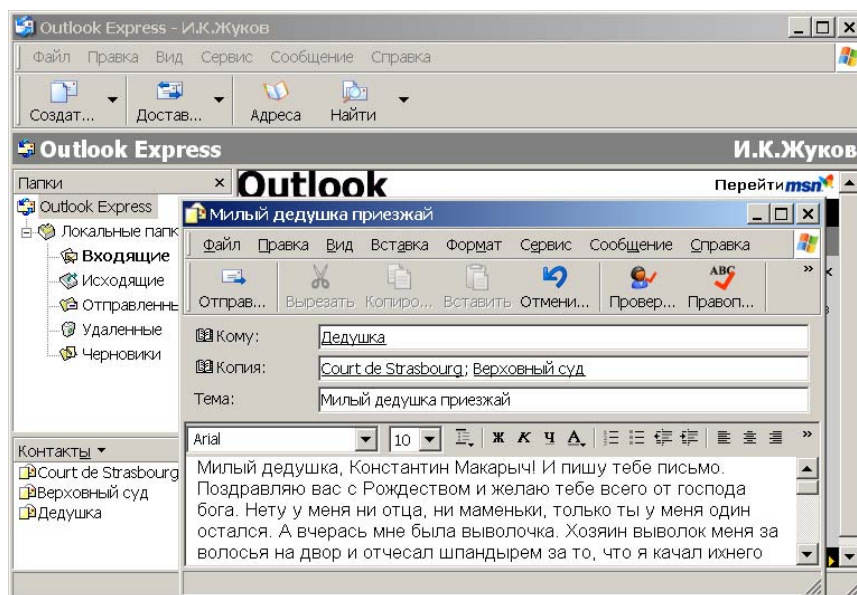 Outlook Express - И.К.Жуков
Файл Правка Вид Сервис Сообщение Справка
Создат... Достав... Адреса Найти
Outlook Express И.К.Жуков
Папки × Outlook Перейти msn
Outlook Express
Локальные папк
Входящие
Исходящие
Отправленнь
Удаленные
Черновики
Контакты
Court de Strasbourg
Верховный суд
Дедушка
Милый дедушка приезжай
Файл Правка Вид Вставка Формат Сервис Сообщение Справка
Отправ... Вырезать Копиро... Вставить Отмени... Провер... Правоп... »
Кому: Дедушка
Копия: Court de Strasbourg; Верховный суд
Тема: Милый дедушка приезжай
Arial 10 Ж К Ч A »
Милый дедушка, Константин Макарыч! И пишу тебе письмо.
Поздравляю вас с Рождеством и желаю тебе всего от господа
бога. Нету у меня ни отца, ни маменьки, только ты у меня один
остался. А вчерась мне была выволочка. Хозяин выволок меня за
волосья на двор и отчесал шпандырем за то, что я качал ихнего